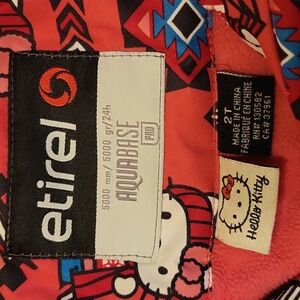 etirel
5000 mm/ 5000 gr/24h
AQUABASE
PRO
2T
MADE IN CHINA
FABRIQUÉ EN CHINE
RN# 130582
CA# 37961
Hello Kitty